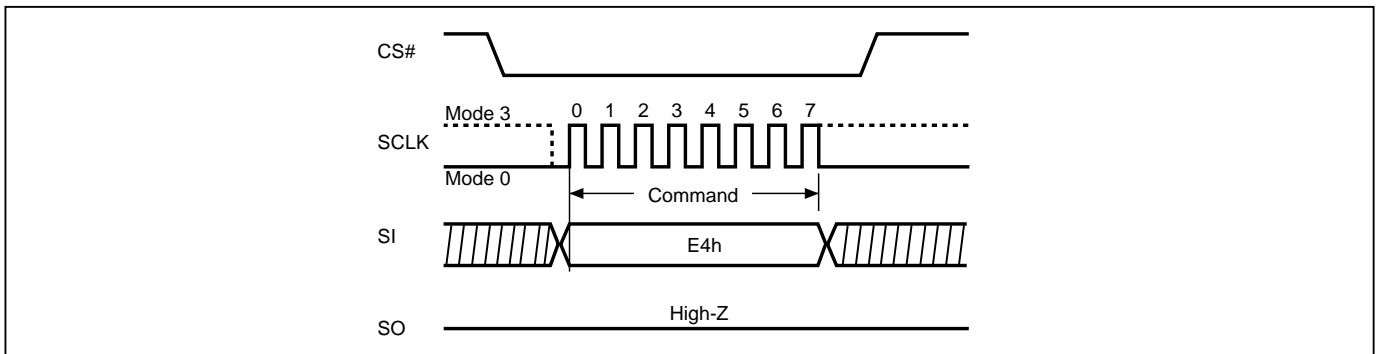 CS#
Mode 3
0 1 2 3 4 5 6 7
SCLK
Mode 0
Command
SI
E4h
High-Z
SO